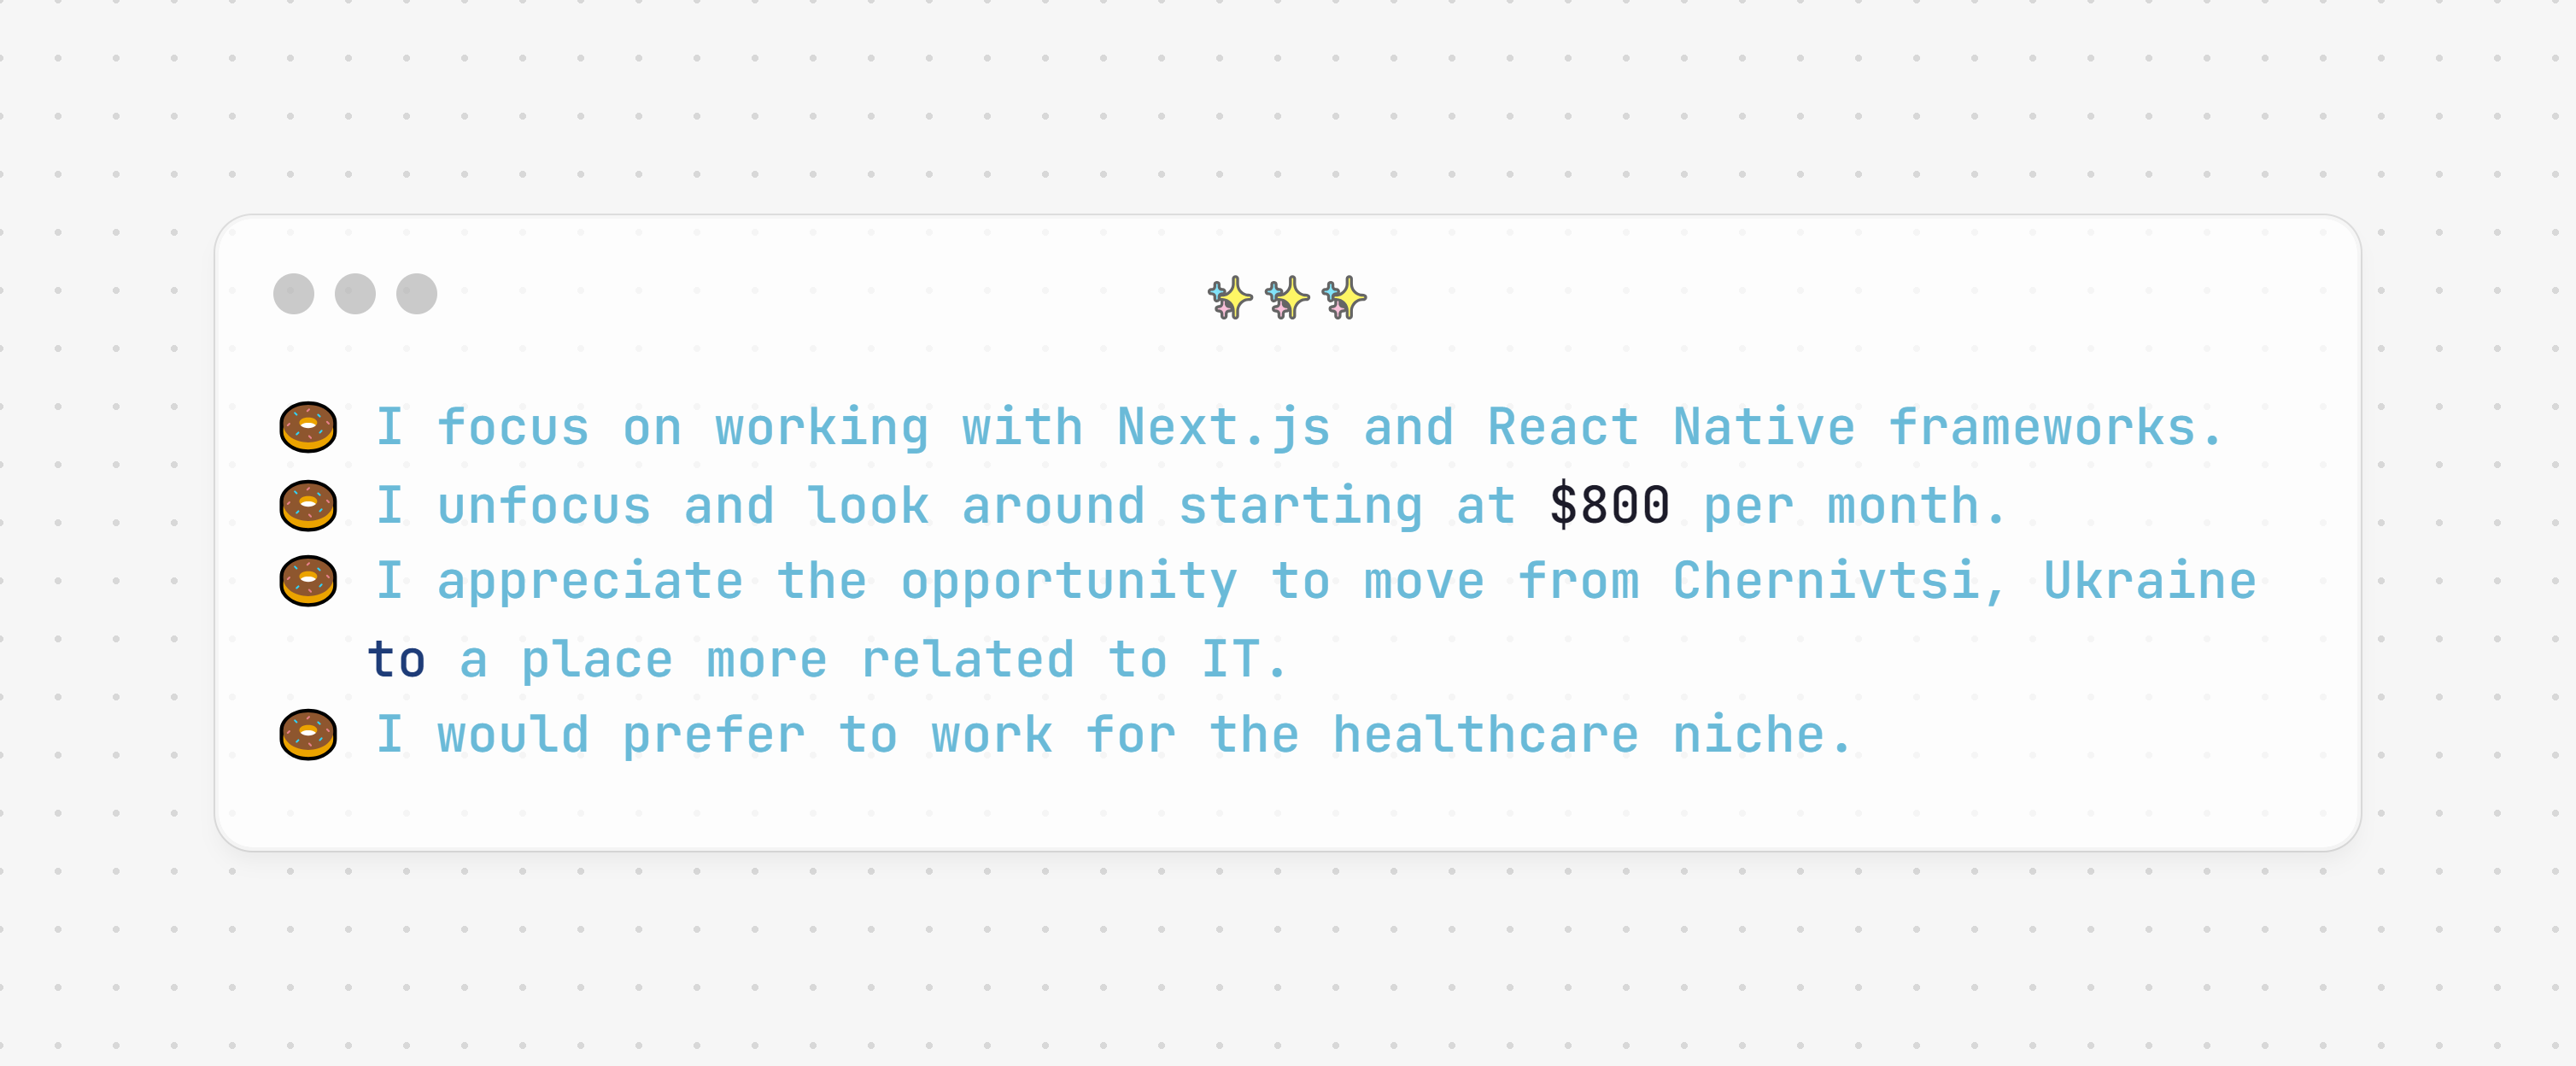 ✨✨✨
🍩 I focus on working with Next.js and React Native frameworks.
🍩 I unfocus and look around starting at $800 per month.
🍩 I appreciate the opportunity to move from Chernivtsi, Ukraine
to a place more related to IT.
🍩 I would prefer to work for the healthcare niche.